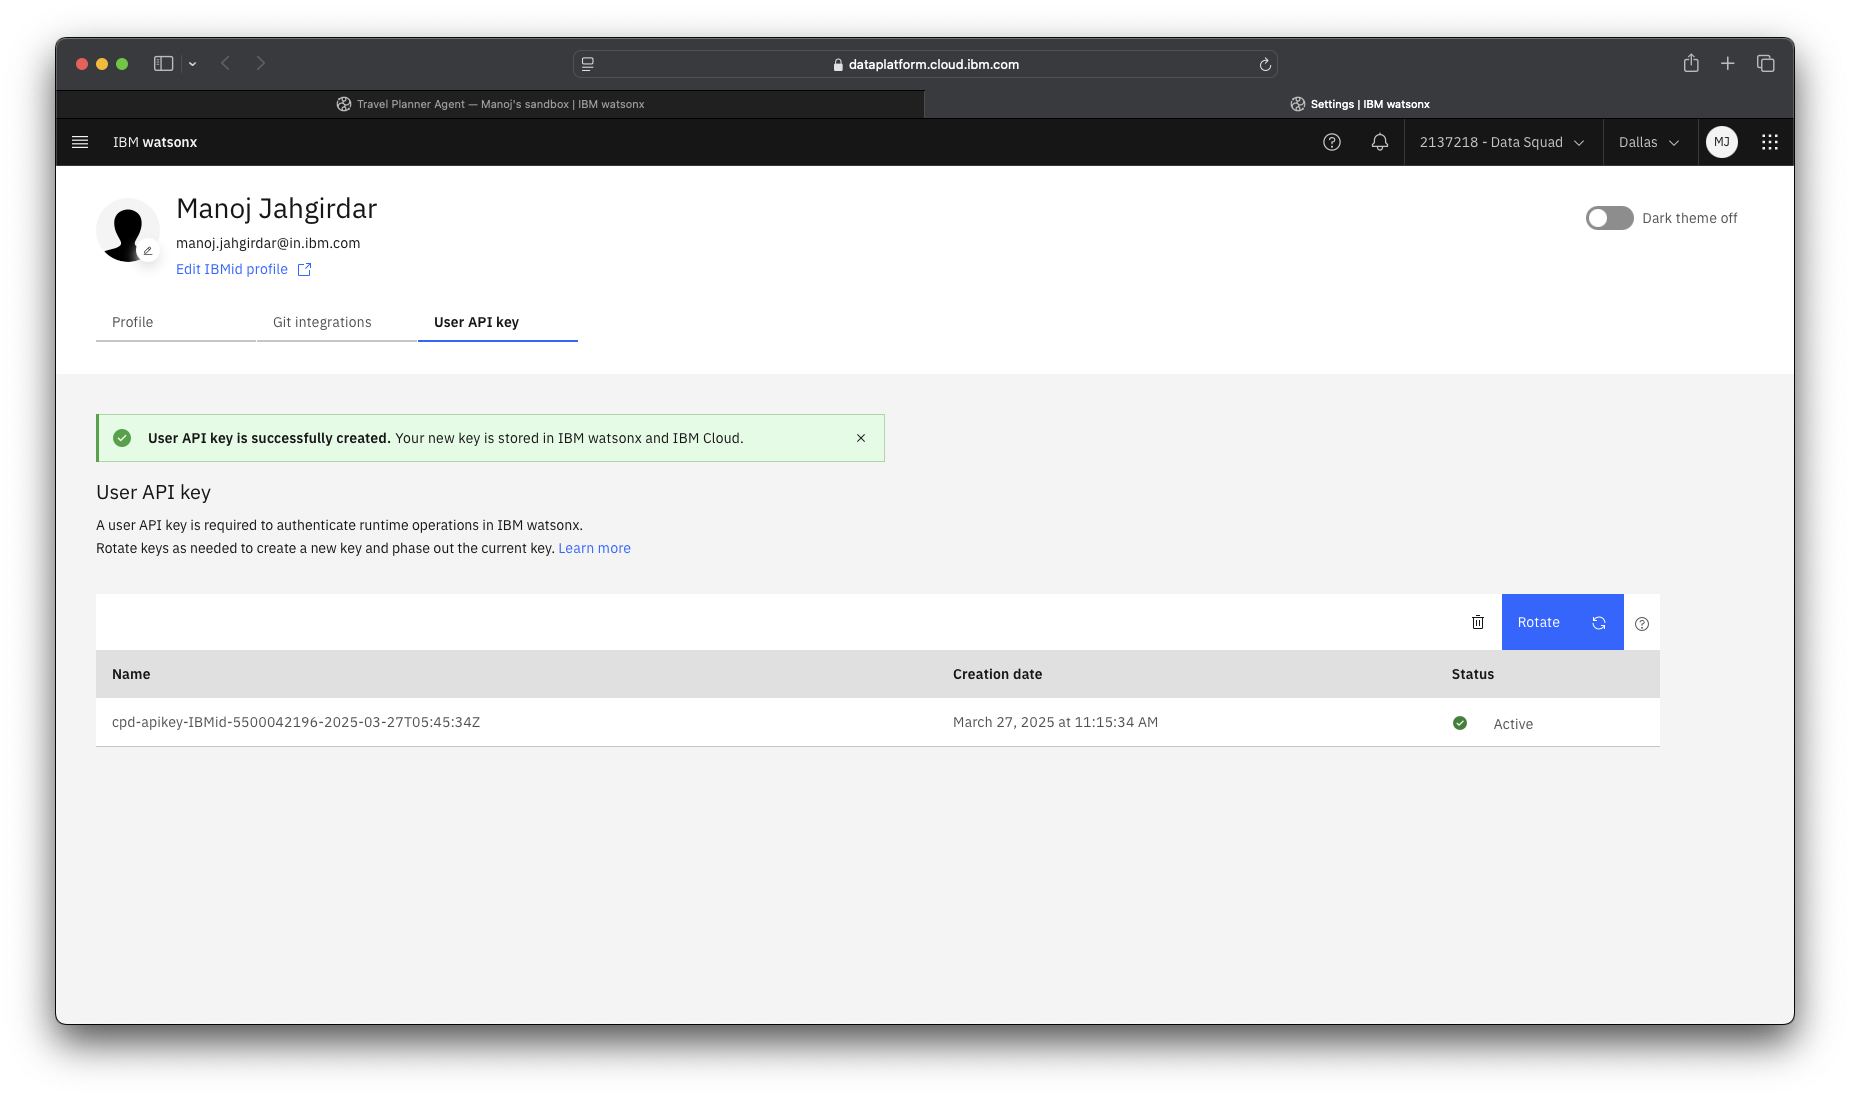 dataplatform.cloud.ibm.com
Travel Planner Agent — Manoj's sandbox | IBM watsonx
Settings | IBM watsonx
IBM watsonx
2137218 - Data Squad
Dallas
MJ
Manoj Jahgirdar
manoj.jahgirdar@in.ibm.com
Edit IBMid profile
Dark theme off
Profile
Git integrations
User API key
User API key is successfully created. Your new key is stored in IBM watsonx and IBM Cloud.
User API key
A user API key is required to authenticate runtime operations in IBM watsonx.
Rotate keys as needed to create a new key and phase out the current key. Learn more
Rotate
Name
Creation date
Status
cpd-apikey-IBMid-5500042196-2025-03-27T05:45:34Z
March 27, 2025 at 11:15:34 AM
Active